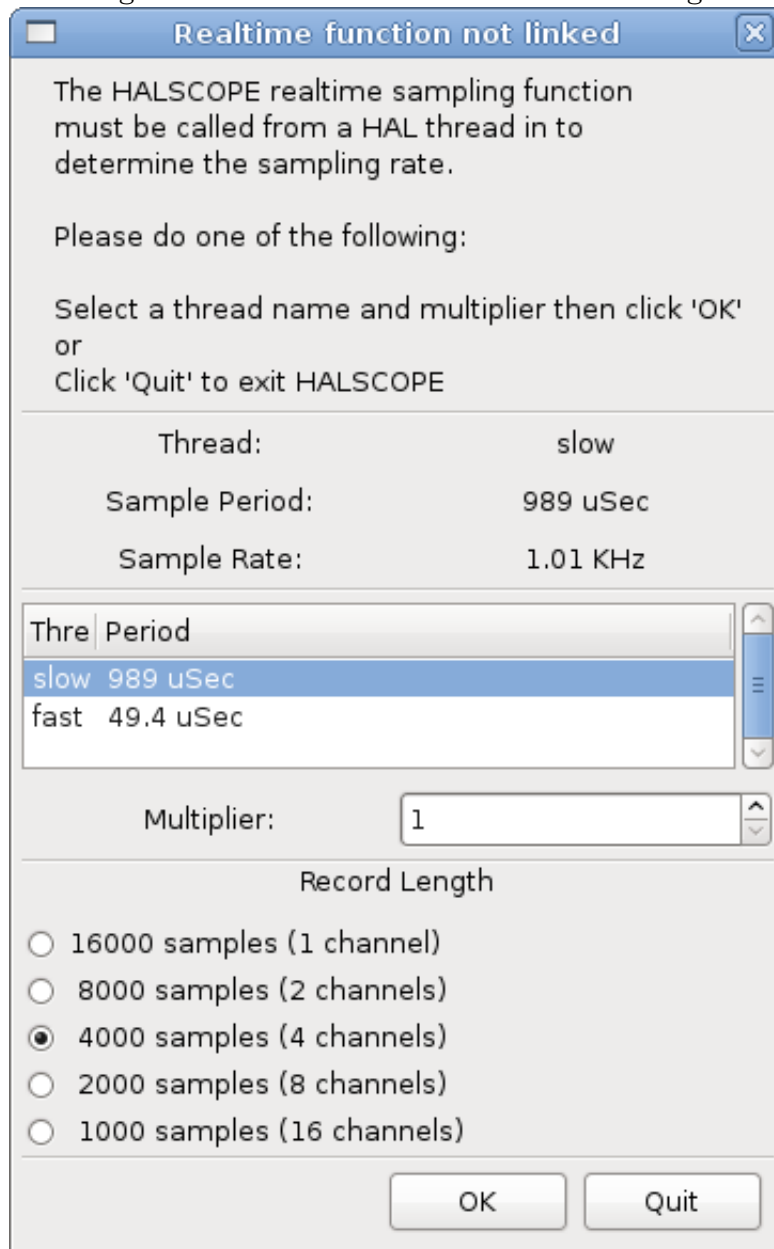 Realtime function not linked
The HALSCOPE realtime sampling function
must be called from a HAL thread in to
determine the sampling rate.
Please do one of the following:
Select a thread name and multiplier then click 'OK'
or
Click 'Quit' to exit HALSCOPE
Thread: slow
Sample Period: 989 uSec
Sample Rate: 1.01 KHz
Thre Period
slow 989 uSec
fast 49.4 uSec
Multiplier: 1
Record Length
16000 samples (1 channel)
8000 samples (2 channels)
4000 samples (4 channels)
2000 samples (8 channels)
1000 samples (16 channels)
OK Quit